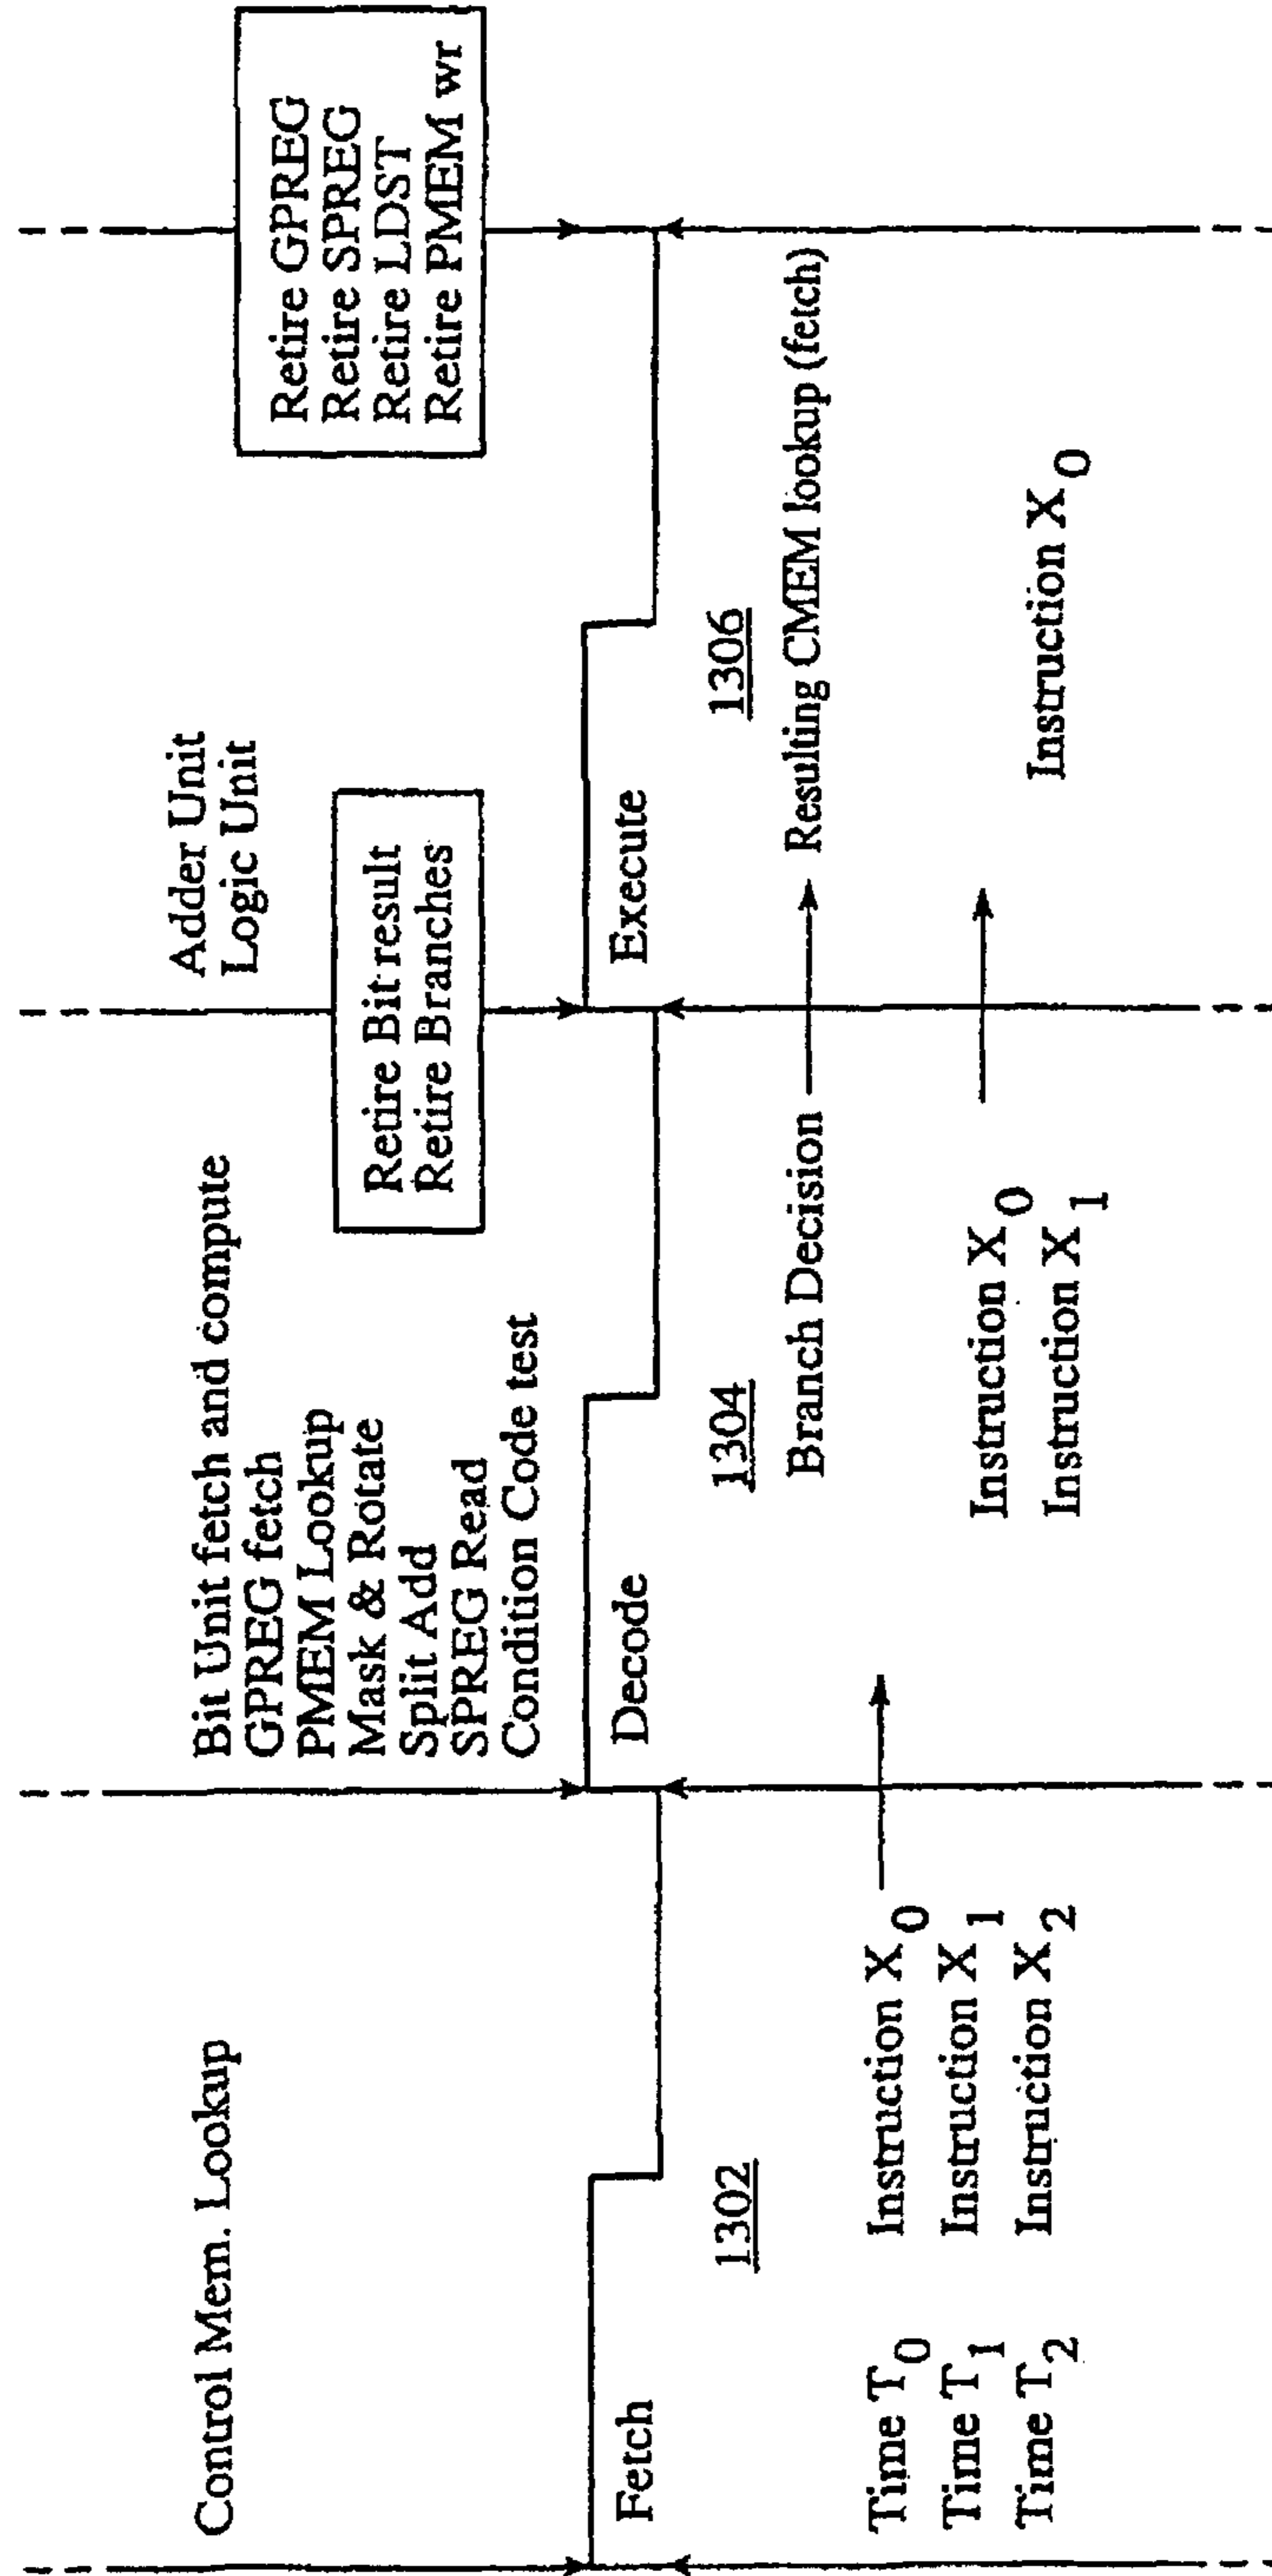 Control Mem. Lookup
Bit Unit fetch and compute
GPREG fetch
PMEM Lookup
Mask & Rotate
Split Add
SPREG Read
Condition Code test
Adder Unit
Logic Unit
Retire Bit result
Retire Branches
Retire GPREG
Retire SPREG
Retire LDST
Retire PMEM wr
Fetch
Decode
Execute
1302
1304
1306
Branch Decision
Resulting CMEM lookup (fetch)
Time T0 Instruction X0
Time T1 Instruction X1 Instruction X0
Time T2 Instruction X2 Instruction X1 Instruction X0